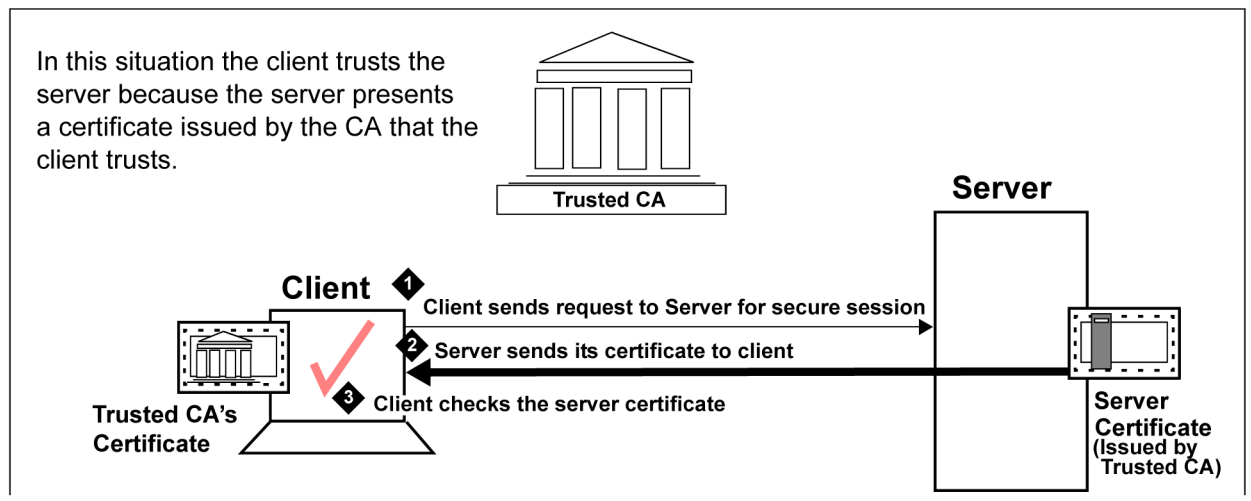 In this situation the client trusts the
server because the server presents
a certificate issued by the CA that the
client trusts.
Trusted CA
Server
Client
1
Client sends request to Server for secure session
2
Server sends its certificate to client
3
Client checks the server certificate
Trusted CA’s
Certificate
Server
Certificate
(Issued by
Trusted CA)